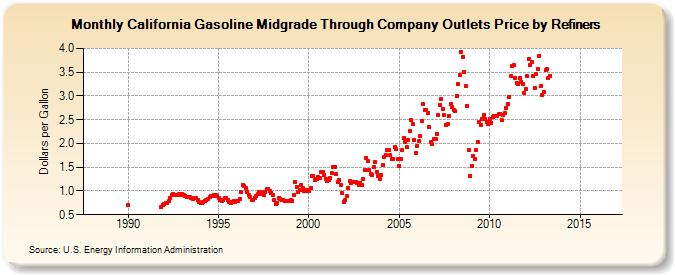 Monthly California Gasoline Midgrade Through Company Outlets Price by Refiners
Dollars per Gallon
4.0
3.5
3.0
2.5
2.0
1.5
1.0
0.5
1990 1995 2000 2005 2010 2015
Source: U.S. Energy Information Administration